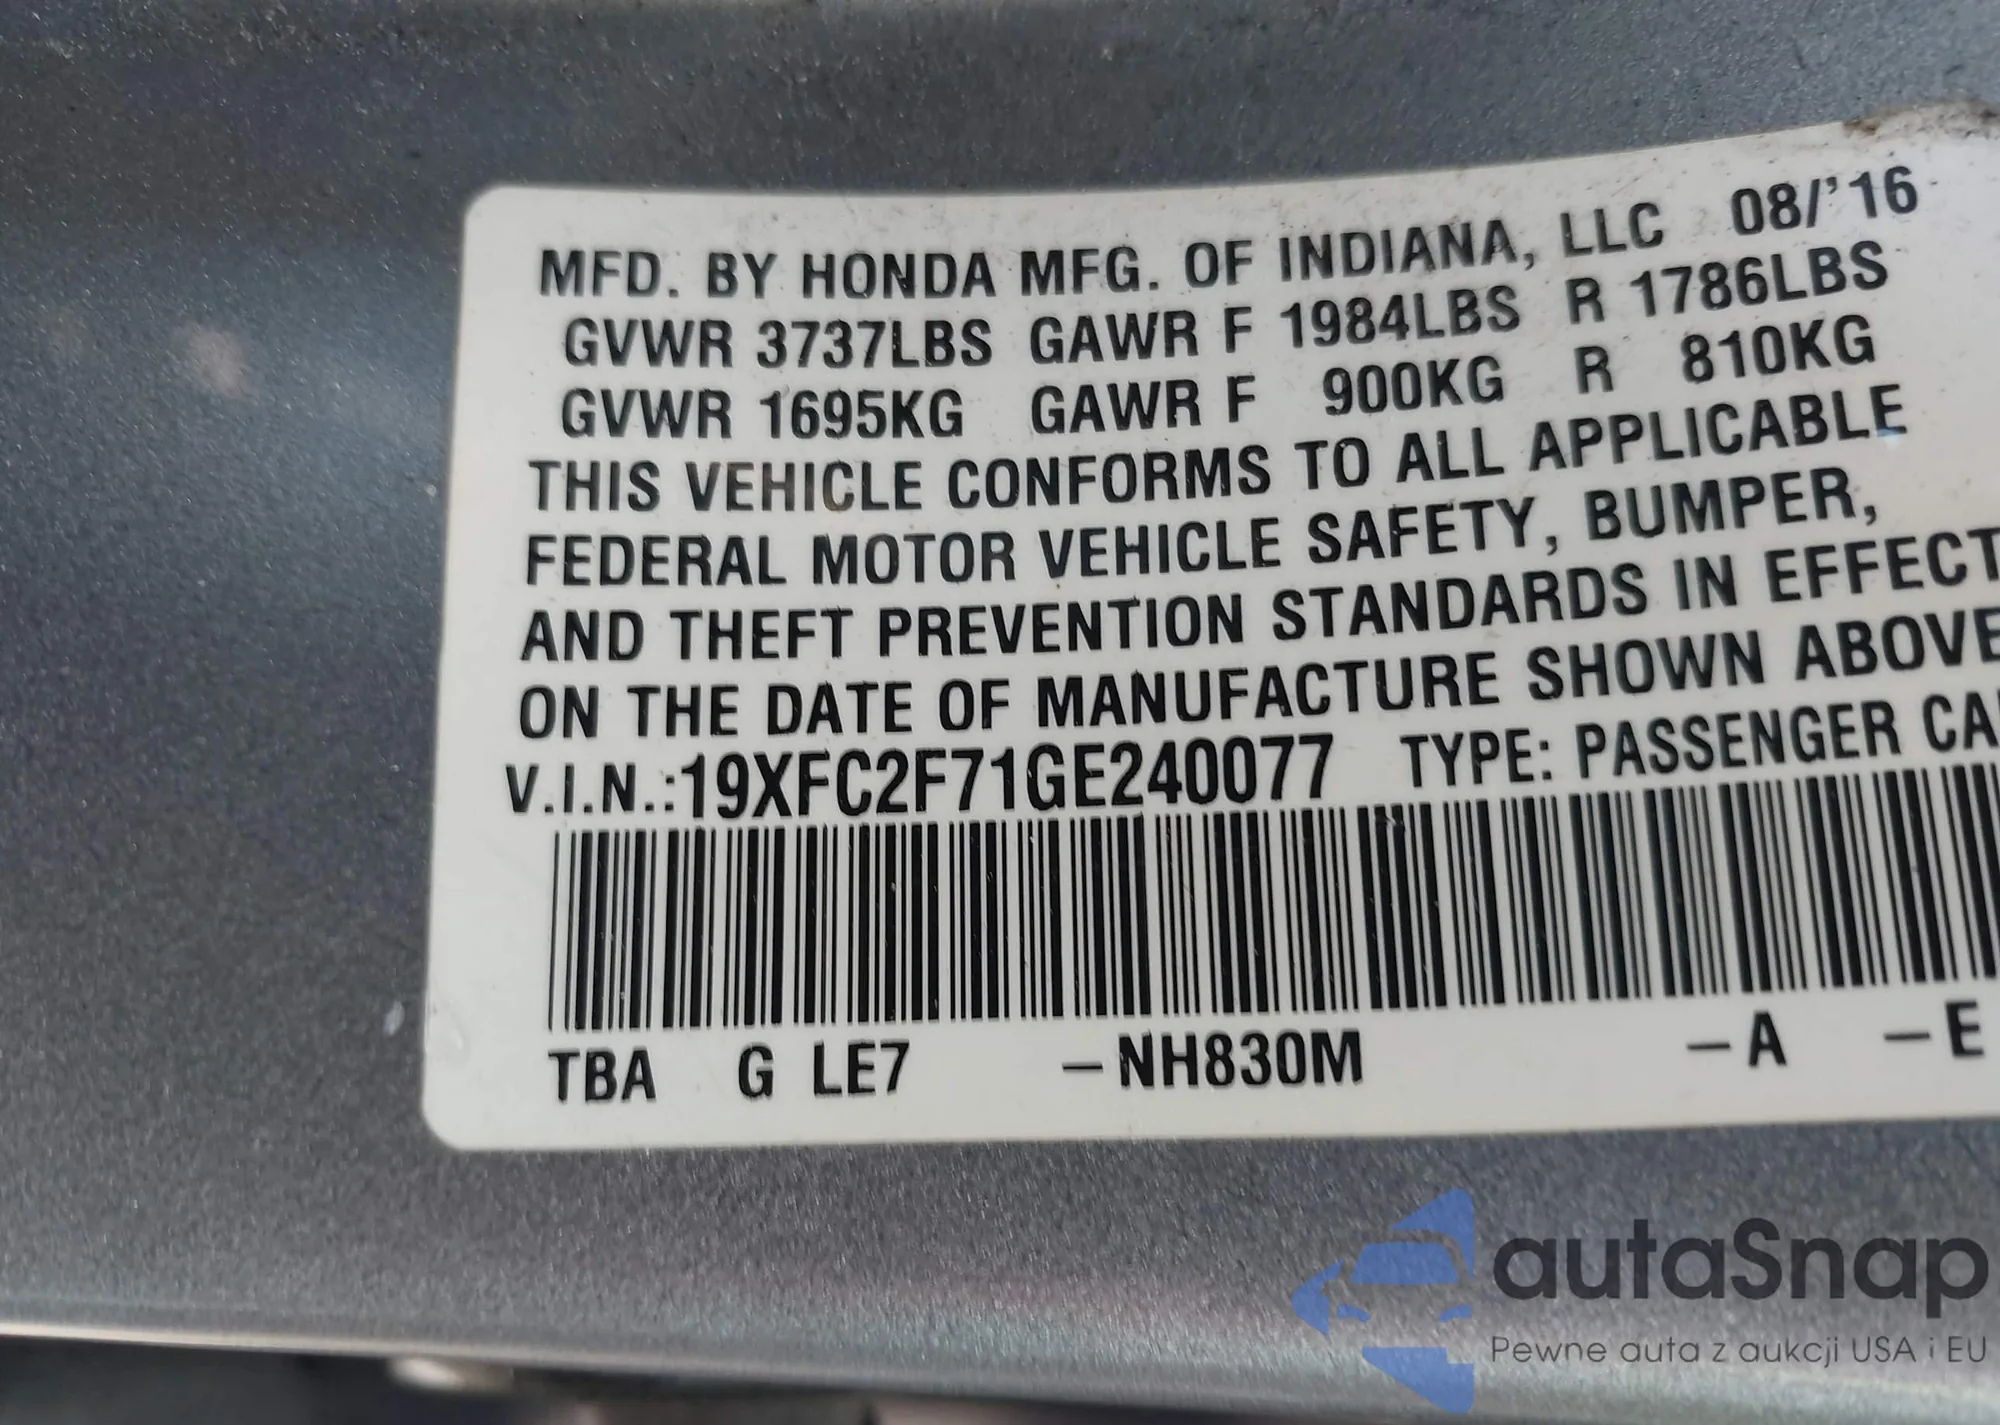 MFD. BY HONDA MFG. OF INDIANA, LLC 08/'16
GVWR 3737LBS GAWR F 1984LBS R 1786LBS
GVWR 1695KG GAWR F 900KG R 810KG
THIS VEHICLE CONFORMS TO ALL APPLICABLE
FEDERAL MOTOR VEHICLE SAFETY, BUMPER,
AND THEFT PREVENTION STANDARDS IN EFFECT
ON THE DATE OF MANUFACTURE SHOWN ABOVE
V.I.N.:19XFC2F71GE240077 TYPE: PASSENGER CA
TBA G LE7 –NH830M –A –E
autaSnap
Pewne auta z aukcji USA i EU